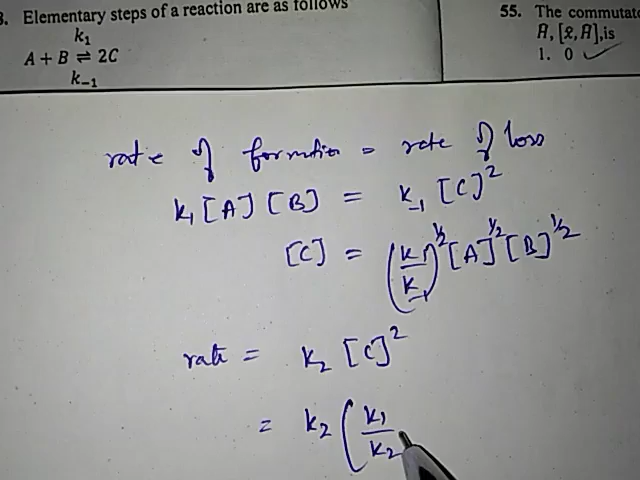 3. Elementary steps of a reaction are as follows
k₁
A + B ⇌ 2C
k₋₁
55. The commutato
Ĥ, [x̂, Ĥ], is
1. 0
rate of formation = rate of loss
k₁ [A] [B] = k₋₁ [C]²
[C] = (k₁/k₋₁)^½ [A]^½ [B]^½
rate = k₂ [C]²
= k₂ (k₁/k₂